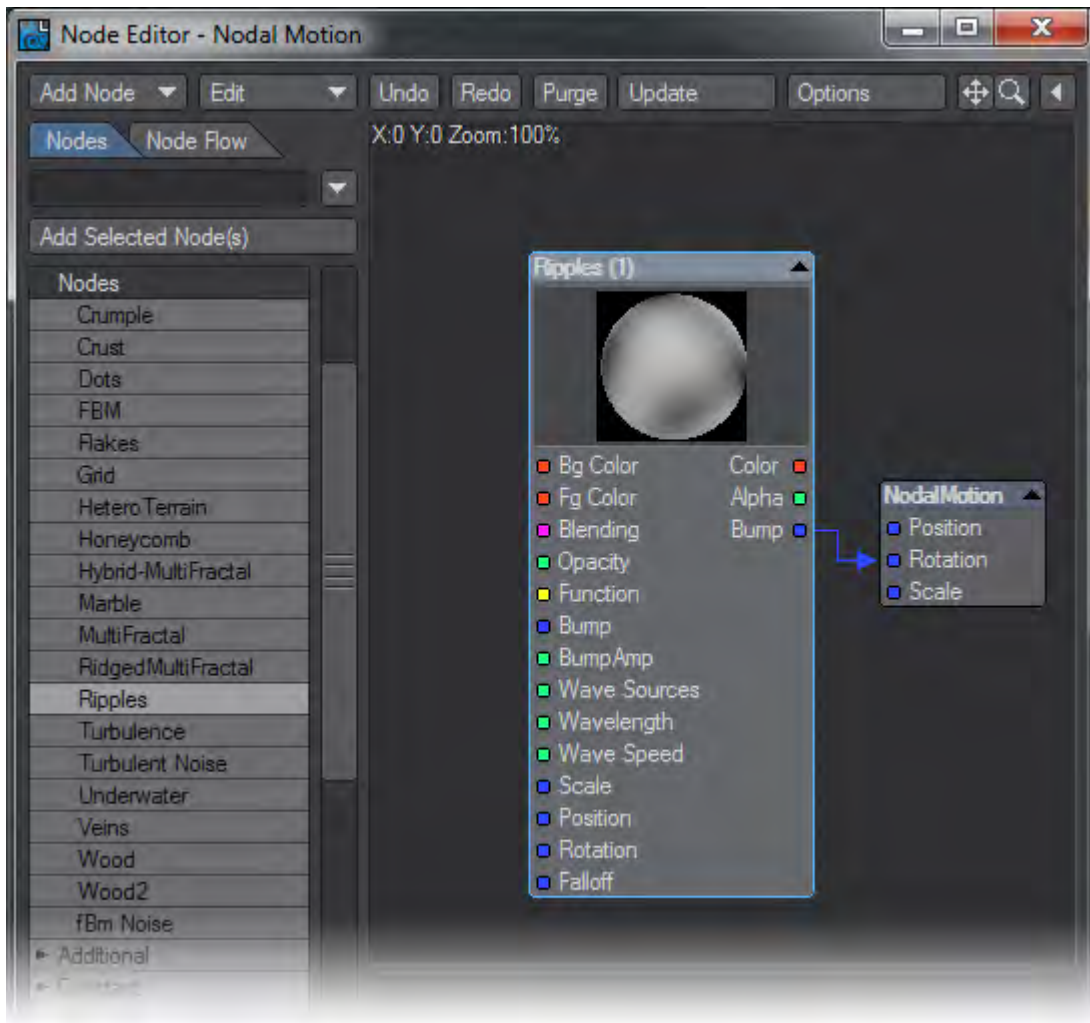 Node Editor - Nodal Motion
Add Node Edit Undo Redo Purge Update Options
Nodes Node Flow
X:0 Y:0 Zoom:100%
Add Selected Node(s)
Nodes
Crumple
Crust
Dots
FBM
Flakes
Grid
Hetero Terrain
Honeycomb
Hybrid-MultiFractal
Marble
MultiFractal
RidgedMultiFractal
Ripples
Turbulence
Turbulent Noise
Underwater
Veins
Wood
Wood2
fBm Noise
Additional
Constant
Ripples (1)
Bg Color Color
Fg Color Alpha
Blending Bump
Opacity
Function
Bump
BumpAmp
Wave Sources
Wavelength
Wave Speed
Scale
Position
Rotation
Falloff
NodalMotion
Position
Rotation
Scale